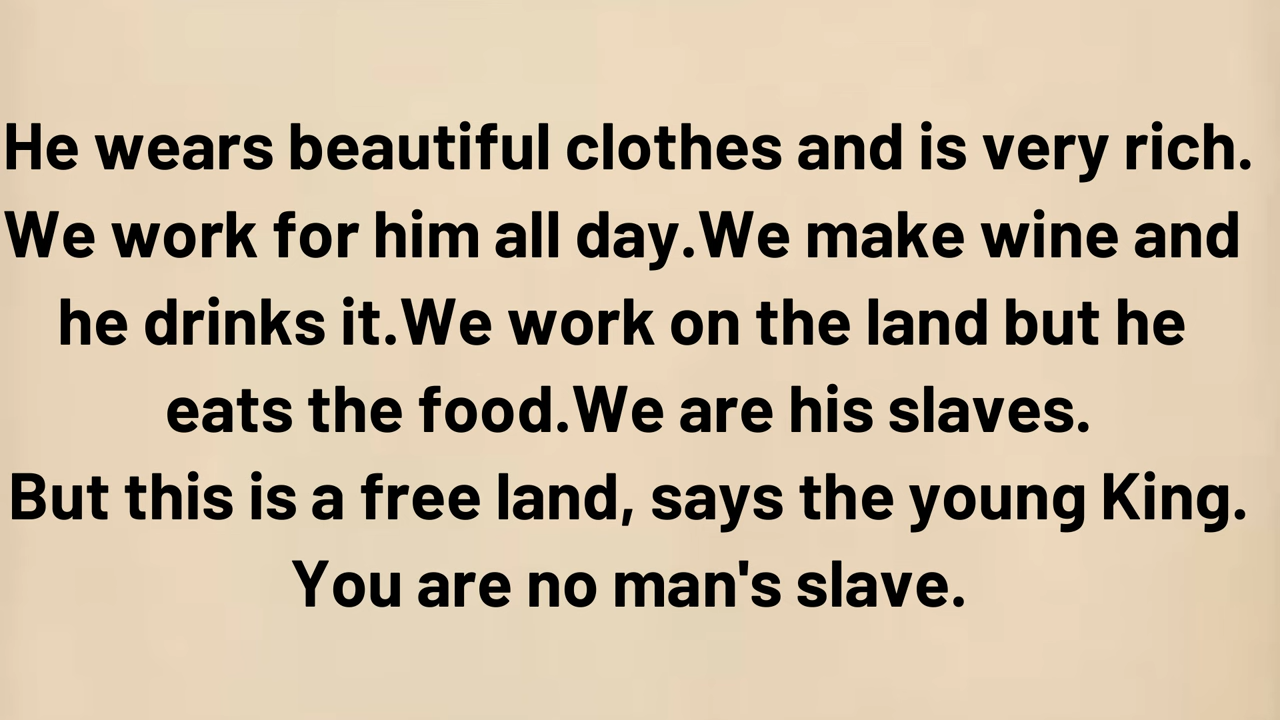 He wears beautiful clothes and is very rich.
We work for him all day.We make wine and
he drinks it.We work on the land but he
eats the food.We are his slaves.
But this is a free land, says the young King.
You are no man's slave.